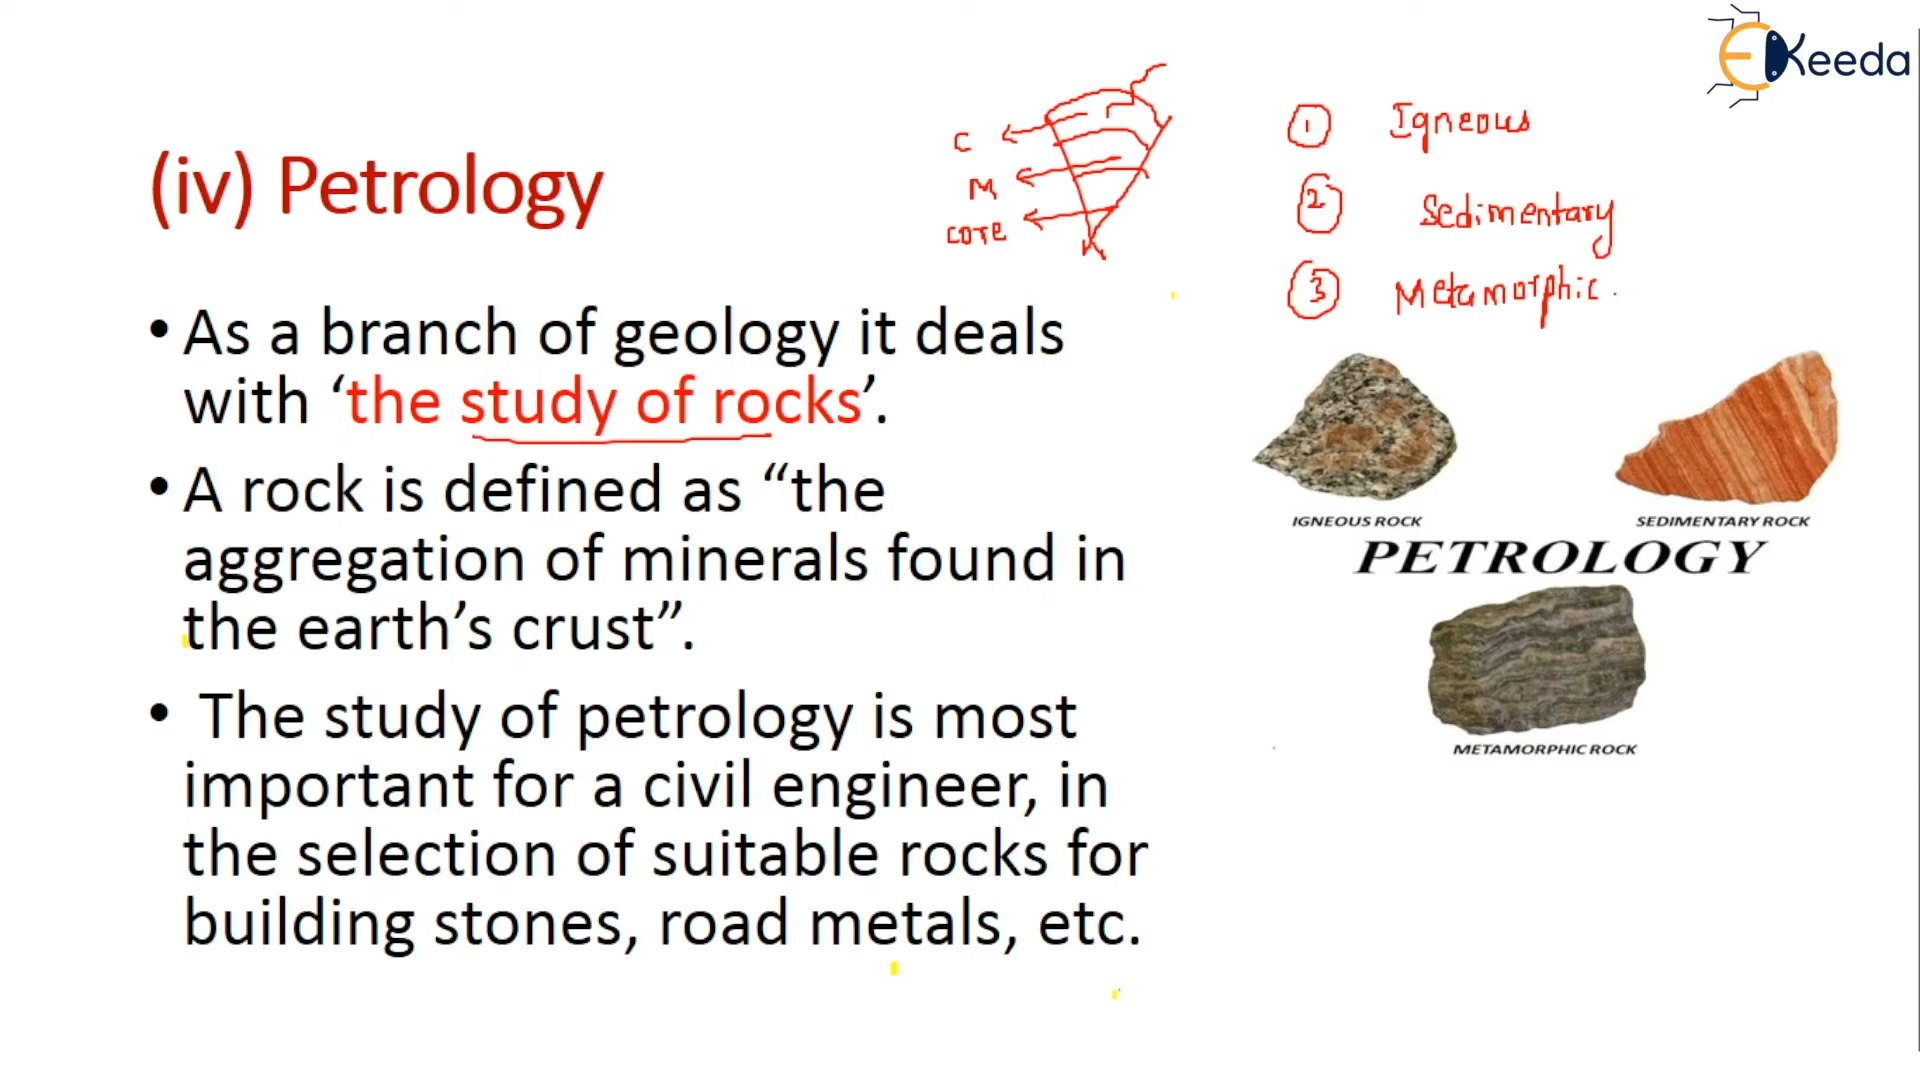 Keeda
(iv) Petrology
C
M
core
1 Igneous
2 Sedimentary
3 Metamorphic.
• As a branch of geology it deals
with ‘the study of rocks’.
• A rock is defined as “the
aggregation of minerals found in
the earth’s crust”.
• The study of petrology is most
important for a civil engineer, in
the selection of suitable rocks for
building stones, road metals, etc.
IGNEOUS ROCK
SEDIMENTARY ROCK
PETROLOGY
METAMORPHIC ROCK